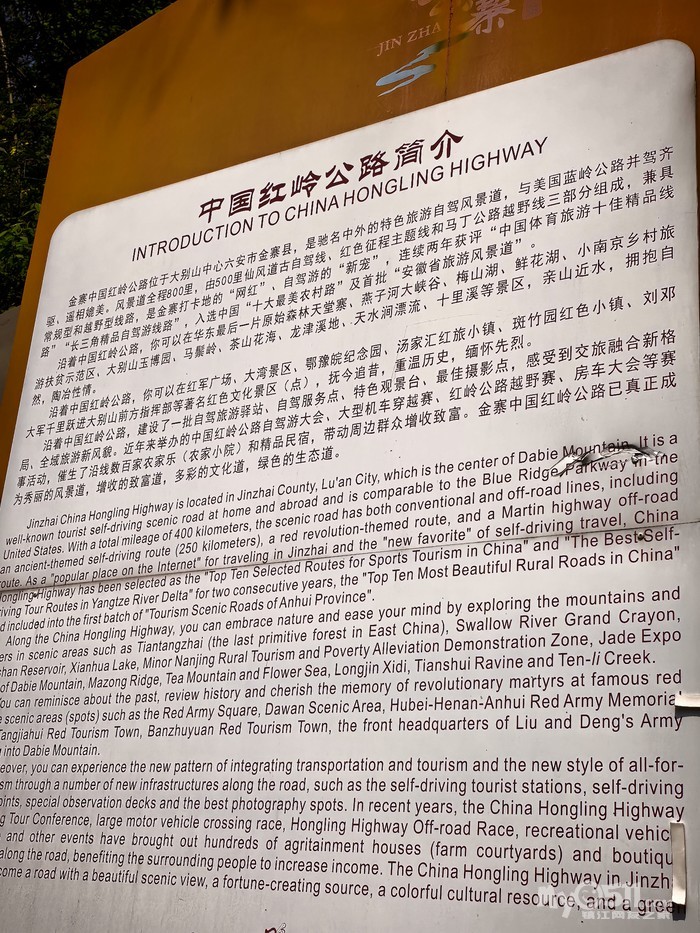 寨
JIN ZHA
中国红岭公路简介
INTRODUCTION TO CHINA HONGLING HIGHWAY
金寨中国红岭公路位于大别山中心六安市金寨县，是驰名中外的特色旅游自驾风景道，与美国蓝岭公路并驾齐
驱、遥相媲美。风景道全程800里，由500里仙风道古自驾线、红色征程主题线和马丁公路越野线三部分组成，兼具
常规型和越野型线路，是金寨打卡地的“网红”、自驾游的“新宠”，连续两年获评“中国体育旅游十佳精品线
路”“长三角精品自驾游线路”，入选中国“十大最美农村路”及首批“安徽省旅游风景道”。
沿着中国红岭公路，你可以在华东最后一片原始森林天堂寨、燕子河大峡谷、梅山湖、鲜花湖、小南京乡村旅
游扶贫示范区、大别山玉博园、马鬃岭、茶山花海、龙津溪地、天水涧漂流、十里溪等景区，亲山近水，拥抱自
然，陶冶性情。
沿着中国红岭公路，你可以在红军广场、大湾景区、鄂豫皖纪念园、汤家汇红旅小镇、斑竹园红色小镇、刘邓
大军千里跃进大别山前方指挥部等著名红色文化景区（点），抚今追昔，重温历史，缅怀先烈。
沿着中国红岭公路，建设了一批自驾旅游驿站、自驾服务点、特色观景台、最佳摄影点，感受到交旅融合新格
局、全域旅游新风貌。近年来举办的中国红岭公路自驾游大会、大型机车穿越赛、红岭公路越野赛、房车大会等赛
事活动，催生了沿线数百家农家乐（农家小院）和精品民宿，带动周边群众增收致富。金寨中国红岭公路已真正成
为秀丽的风景道，增收的致富道，多彩的文化道，绿色的生态道。
Jinzhai China Hongling Highway is located in Jinzhai County, Lu'an City, which is the center of Dabie Mountain. It is a
well-known tourist self-driving scenic road at home and abroad and is comparable to the Blue Ridge Parkway in the
United States. With a total mileage of 400 kilometers, the scenic road has both conventional and off-road lines, including
an ancient-themed self-driving route (250 kilometers), a red revolution-themed route, and a Martin highway off-road
route. As a "popular place on the Internet" for traveling in Jinzhai and the "new favorite" of self-driving travel, China
Hongling Highway has been selected as the "Top Ten Selected Routes for Sports Tourism in China" and "The Best Self-
riving Tour Routes in Yangtze River Delta" for two consecutive years, the "Top Ten Most Beautiful Rural Roads in China"
d included into the first batch of "Tourism Scenic Roads of Anhui Province".
Along the China Hongling Highway, you can embrace nature and ease your mind by exploring the mountains and
ers in scenic areas such as Tiantangzhai (the last primitive forest in East China), Swallow River Grand Crayon,
shan Reservoir, Xianhua Lake, Minor Nanjing Rural Tourism and Poverty Alleviation Demonstration Zone, Jade Expo
of Dabie Mountain, Mazong Ridge, Tea Mountain and Flower Sea, Longjin Xidi, Tianshui Ravine and Ten-li Creek.
ou can reminisce about the past, review history and cherish the memory of revolutionary martyrs at famous red
e scenic areas (spots) such as the Red Army Square, Dawan Scenic Area, Hubei-Henan-Anhui Red Army Memoria
Tangjiahui Red Tourism Town, Banzhuyuan Red Tourism Town, the front headquarters of Liu and Deng's Army
g into Dabie Mountain.
eover, you can experience the new pattern of integrating transportation and tourism and the new style of all-for-
sm through a number of new infrastructures along the road, such as the self-driving tourist stations, self-driving
oints, special observation decks and the best photography spots. In recent years, the China Hongling Highway
g Tour Conference, large motor vehicle crossing race, Hongling Highway Off-road Race, recreational vehicl
e and other events have brought out hundreds of agritainment houses (farm courtyards) and boutiqu
along the road, benefiting the surrounding people to increase income. The China Hongling Highway in Jinzh
come a road with a beautiful scenic view, a fortune-creating source, a colorful cultural resource, and a green
My0511
镇江网友之家